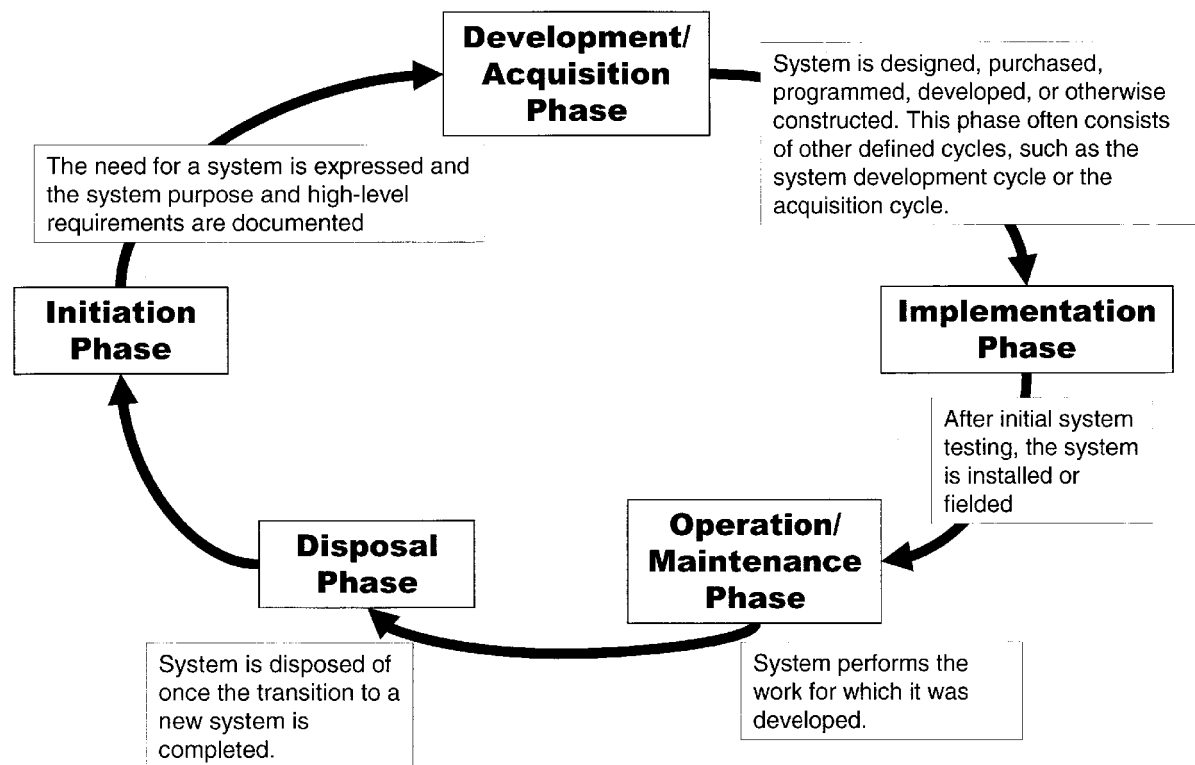 Development/
Acquisition
Phase
System is designed, purchased,
programmed, developed, or otherwise
constructed. This phase often consists
of other defined cycles, such as the
system development cycle or the
acquisition cycle.
The need for a system is expressed and
the system purpose and high-level
requirements are documented
Initiation
Phase
Implementation
Phase
After initial system
testing, the system
is installed or
fielded
Operation/
Maintenance
Phase
Disposal
Phase
System is disposed of
once the transition to a
new system is
completed.
System performs the
work for which it was
developed.